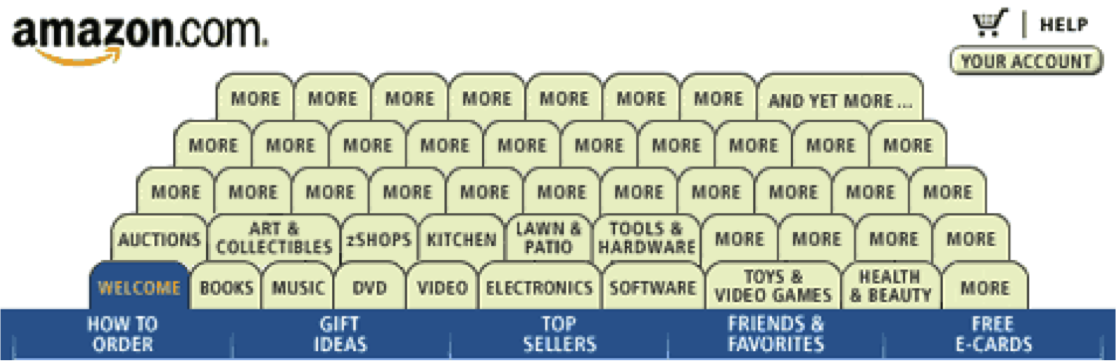 amazon.com.
HELP
YOUR ACCOUNT
MORE MORE MORE MORE MORE MORE MORE AND YET MORE ...
MORE MORE MORE MORE MORE MORE MORE MORE MORE MORE
MORE MORE MORE MORE MORE MORE MORE MORE MORE MORE MORE
AUCTIONS
ART &
COLLECTIBLES
zSHOPS
KITCHEN
LAWN &
PATIO
TOOLS &
HARDWARE
MORE MORE MORE MORE
WELCOME
BOOKS
MUSIC
DVD
VIDEO
ELECTRONICS
SOFTWARE
TOYS &
VIDEO GAMES
HEALTH
& BEAUTY
MORE
HOW TO
ORDER
GIFT
IDEAS
TOP
SELLERS
FRIENDS &
FAVORITES
FREE
E-CARDS